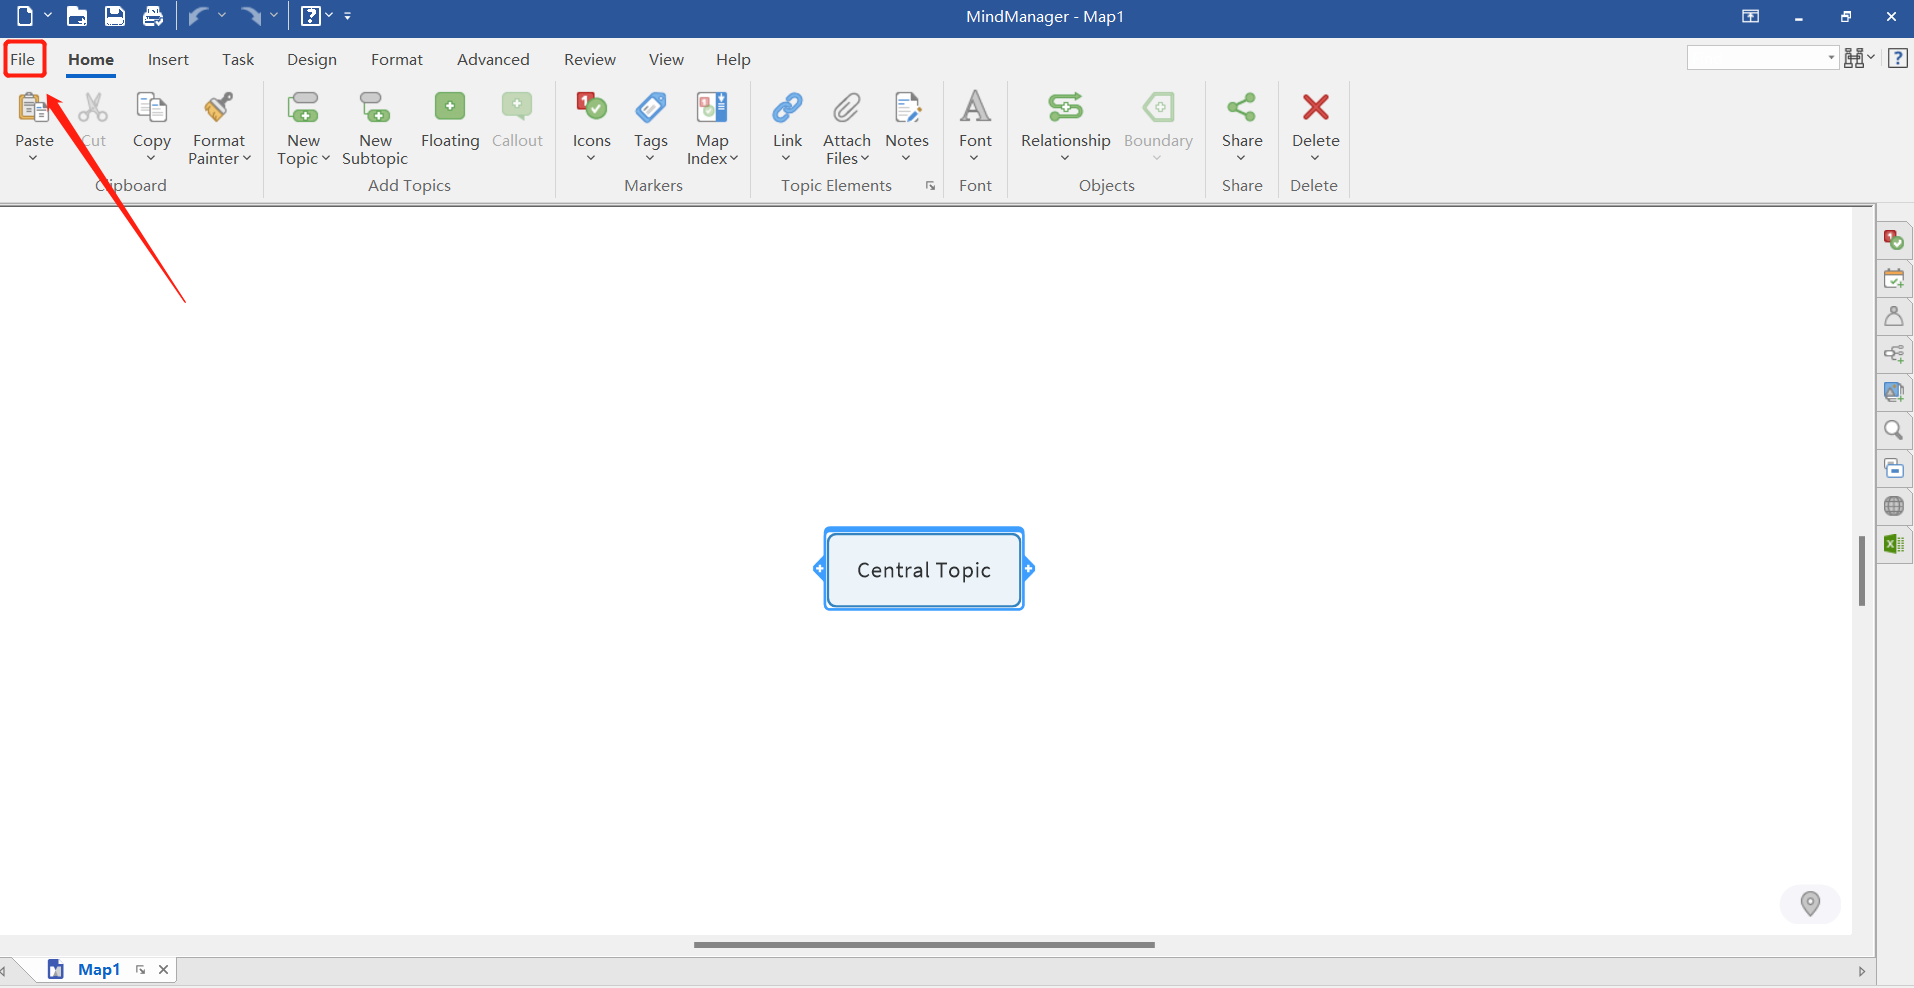 MindManager - Map1
File Home Insert Task Design Format Advanced Review View Help
Paste Cut Copy Format Painter
New Topic New Subtopic Floating Callout
Icons Tags Map Index
Link Attach Files Notes
Font
Relationship Boundary
Share
Delete
Clipboard Add Topics Markers Topic Elements Font Objects Share Delete
Central Topic
Map1